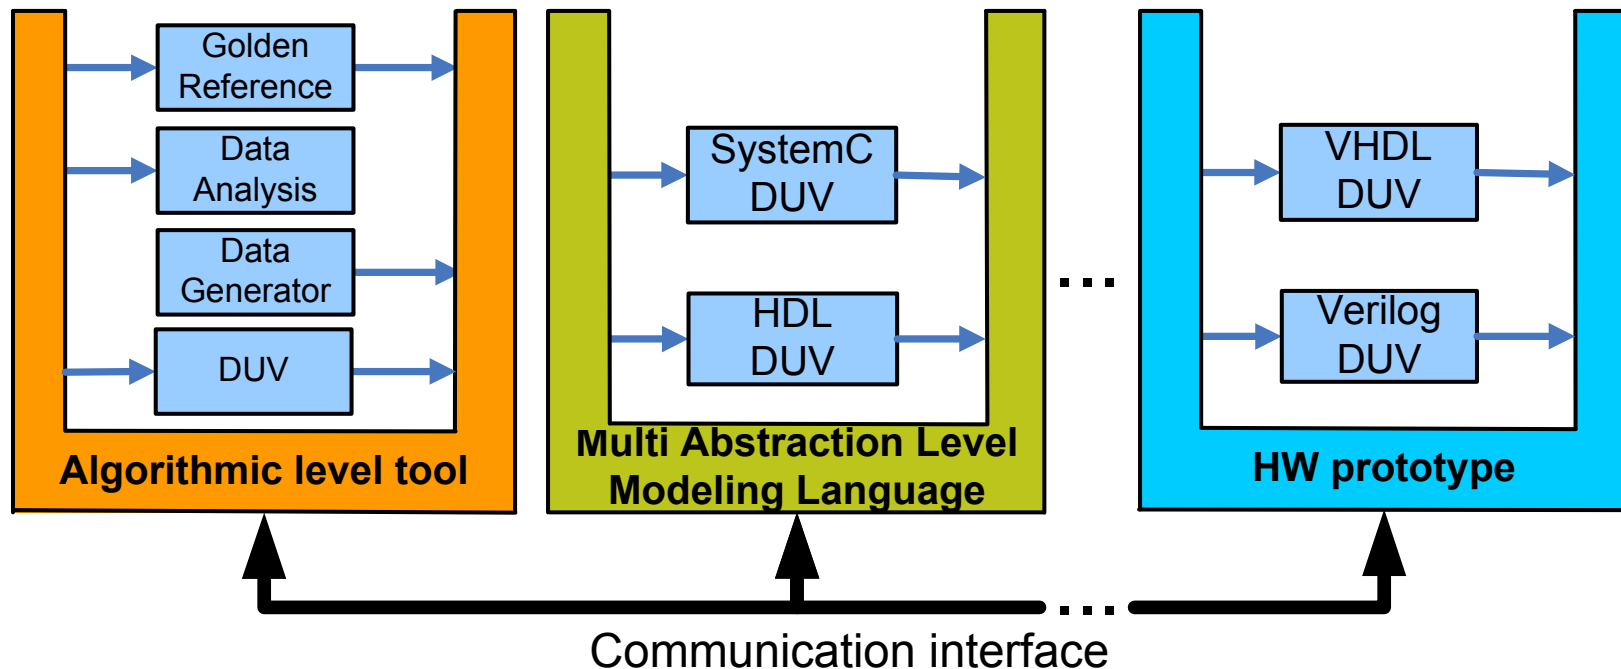 Golden
Reference
Data
Analysis
Data
Generator
DUV
Algorithmic level tool
SystemC
DUV
HDL
DUV
Multi Abstraction Level
Modeling Language
VHDL
DUV
Verilog
DUV
HW prototype
Communication interface